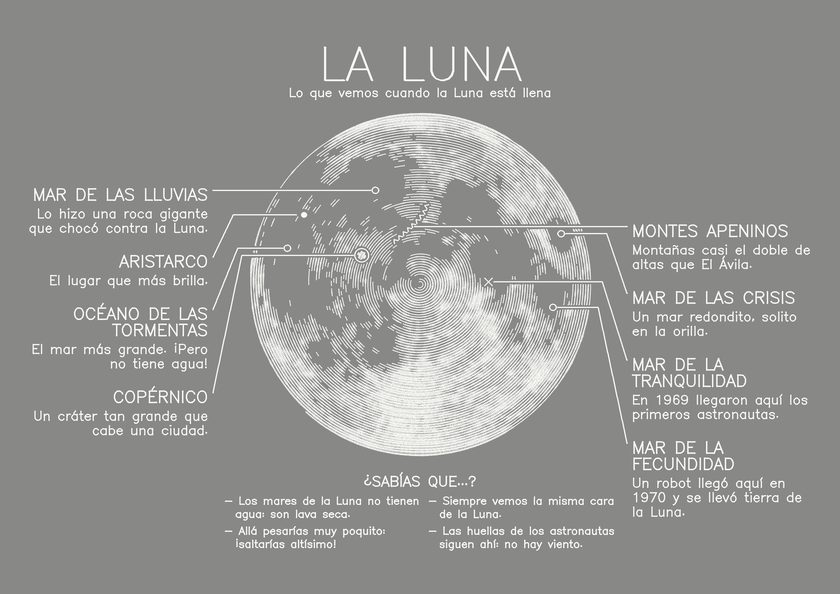 LA LUNA
Lo que vemos cuando la Luna está llena
MAR DE LAS LLUVIAS
Lo hizo una roca gigante
que chocó contra la Luna.
ARISTARCO
El lugar que más brilla.
OCÉANO DE LAS
TORMENTAS
El mar más grande. ¡Pero
no tiene agua!
COPÉRNICO
Un cráter tan grande que
cabe una ciudad.
MONTES APENINOS
Montañas casi el doble de
altas que El Ávila.
MAR DE LAS CRISIS
Un mar redondito, solito
en la orilla.
MAR DE LA
TRANQUILIDAD
En 1969 llegaron aquí los
primeros astronautas.
MAR DE LA
FECUNDIDAD
Un robot llegó aquí en
1970 y se llevó tierra de
la Luna.
¿SABÍAS QUE...?
— Los mares de la Luna no tienen
agua: son lava seca.
— Allá pesarías muy poquito:
¡saltarías altísimo!
— Siempre vemos la misma cara
de la Luna.
— Las huellas de los astronautas
siguen ahí: no hay viento.